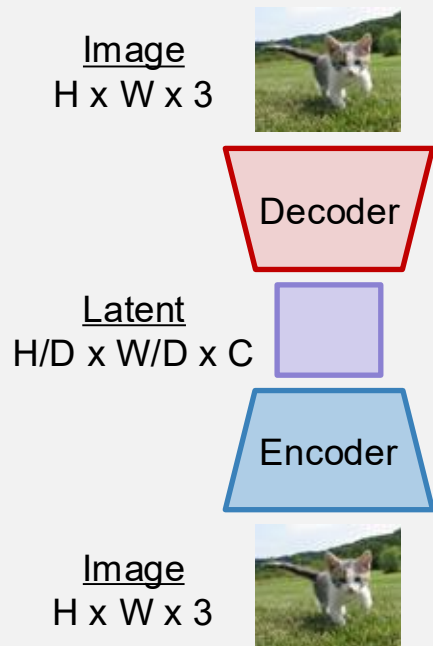 Image
H x W x 3
Decoder
Latent
H/D x W/D x C
Encoder
Image
H x W x 3